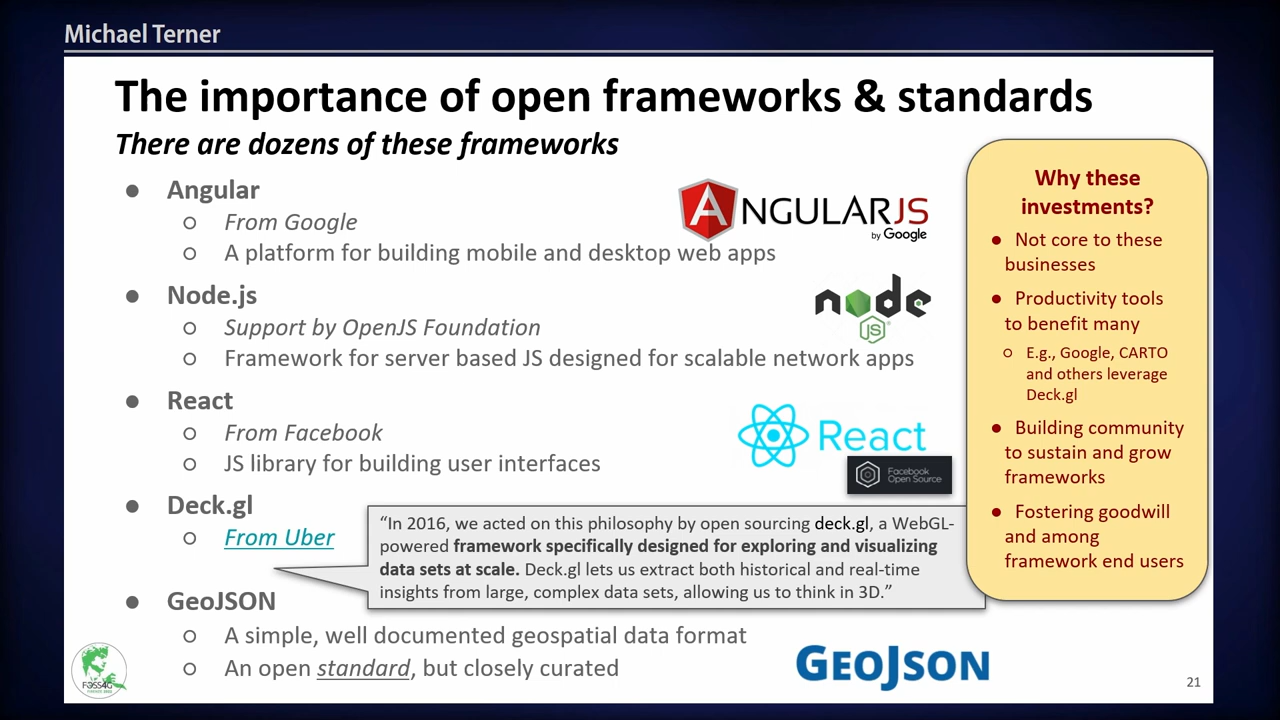 Michael Terner
The importance of open frameworks & standards
There are dozens of these frameworks
● Angular
○ From Google
○ A platform for building mobile and desktop web apps
● Node.js
○ Support by OpenJS Foundation
○ Framework for server based JS designed for scalable network apps
● React
○ From Facebook
○ JS library for building user interfaces
● Deck.gl
○ From Uber
● GeoJSON
○ A simple, well documented geospatial data format
○ An open standard, but closely curated
ANGULARJS
by Google
node
JS
React
Facebook
Open Source
“In 2016, we acted on this philosophy by open sourcing deck.gl, a WebGL-
powered framework specifically designed for exploring and visualizing
data sets at scale. Deck.gl lets us extract both historical and real-time
insights from large, complex data sets, allowing us to think in 3D.”
GEOJSON
Why these
investments?
● Not core to these
businesses
● Productivity tools
to benefit many
○ E.g., Google, CARTO
and others leverage
Deck.gl
● Building community
to sustain and grow
frameworks
● Fostering goodwill
and among
framework end users
FOSS4G
21